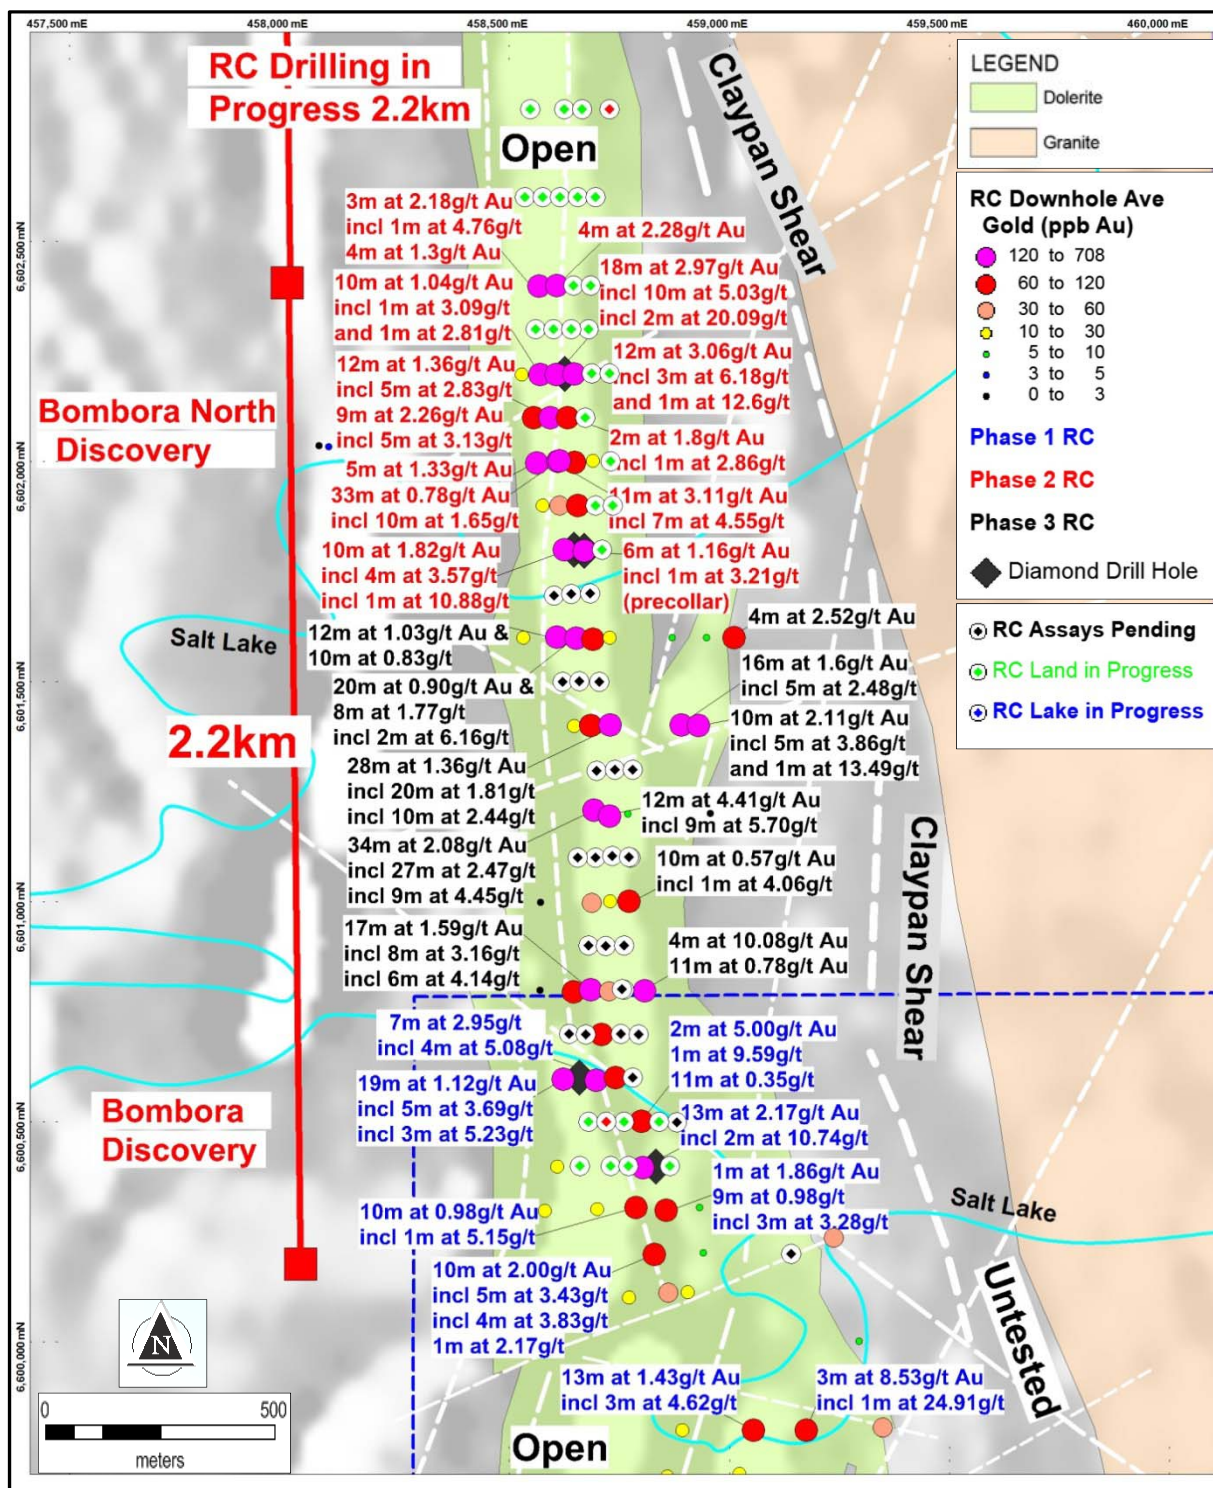 457,500 mE
458,000 mE
458,500 mE
459,000 mE
459,500 mE
460,000 mE
RC Drilling in
Progress 2.2km
Open
Claypan Shear
LEGEND
Dolerite
Granite
RC Downhole Ave
Gold (ppb Au)
120 to 708
60 to 120
30 to 60
10 to 30
5 to 10
3 to 5
0 to 3
Phase 1 RC
Phase 2 RC
Phase 3 RC
Diamond Drill Hole
RC Assays Pending
RC Land in Progress
RC Lake in Progress
6,602,500 mN
6,602,000 mN
6,601,500 mN
6,601,000 mN
6,600,500 mN
6,600,000 mN
3m at 2.18g/t Au
incl 1m at 4.76g/t
4m at 1.3g/t Au
4m at 2.28g/t Au
10m at 1.04g/t Au
incl 1m at 3.09g/t
and 1m at 2.81g/t
18m at 2.97g/t Au
incl 10m at 5.03g/t
incl 2m at 20.09g/t
12m at 1.36g/t Au
incl 5m at 2.83g/t
12m at 3.06g/t Au
incl 3m at 6.18g/t
and 1m at 12.6g/t
Bombora North
Discovery
9m at 2.26g/t Au
incl 5m at 3.13g/t
2m at 1.8g/t Au
incl 1m at 2.86g/t
5m at 1.33g/t Au
33m at 0.78g/t Au
incl 10m at 1.65g/t
11m at 3.11g/t Au
incl 7m at 4.55g/t
10m at 1.82g/t Au
incl 4m at 3.57g/t
incl 1m at 10.88g/t
6m at 1.16g/t Au
incl 1m at 3.21g/t
(precollar)
Salt Lake
12m at 1.03g/t Au &
10m at 0.83g/t
4m at 2.52g/t Au
16m at 1.6g/t Au
incl 5m at 2.48g/t
20m at 0.90g/t Au &
8m at 1.77g/t
incl 2m at 6.16g/t
10m at 2.11g/t Au
incl 5m at 3.86g/t
and 1m at 13.49g/t
2.2km
28m at 1.36g/t Au
incl 20m at 1.81g/t
incl 10m at 2.44g/t
12m at 4.41g/t Au
incl 9m at 5.70g/t
34m at 2.08g/t Au
incl 27m at 2.47g/t
incl 9m at 4.45g/t
10m at 0.57g/t Au
incl 1m at 4.06g/t
Claypan Shear
17m at 1.59g/t Au
incl 8m at 3.16g/t
incl 6m at 4.14g/t
4m at 10.08g/t Au
11m at 0.78g/t Au
7m at 2.95g/t
incl 4m at 5.08g/t
2m at 5.00g/t Au
1m at 9.59g/t
11m at 0.35g/t
19m at 1.12g/t Au
incl 5m at 3.69g/t
incl 3m at 5.23g/t
Bombora
Discovery
13m at 2.17g/t Au
incl 2m at 10.74g/t
1m at 1.86g/t Au
9m at 0.98g/t
incl 3m at 3.28g/t
Salt Lake
10m at 0.98g/t Au
incl 1m at 5.15g/t
10m at 2.00g/t Au
incl 5m at 3.43g/t
incl 4m at 3.83g/t
1m at 2.17g/t
Untested
13m at 1.43g/t Au
incl 3m at 4.62g/t
3m at 8.53g/t Au
incl 1m at 24.91g/t
Open
N
0 500
meters